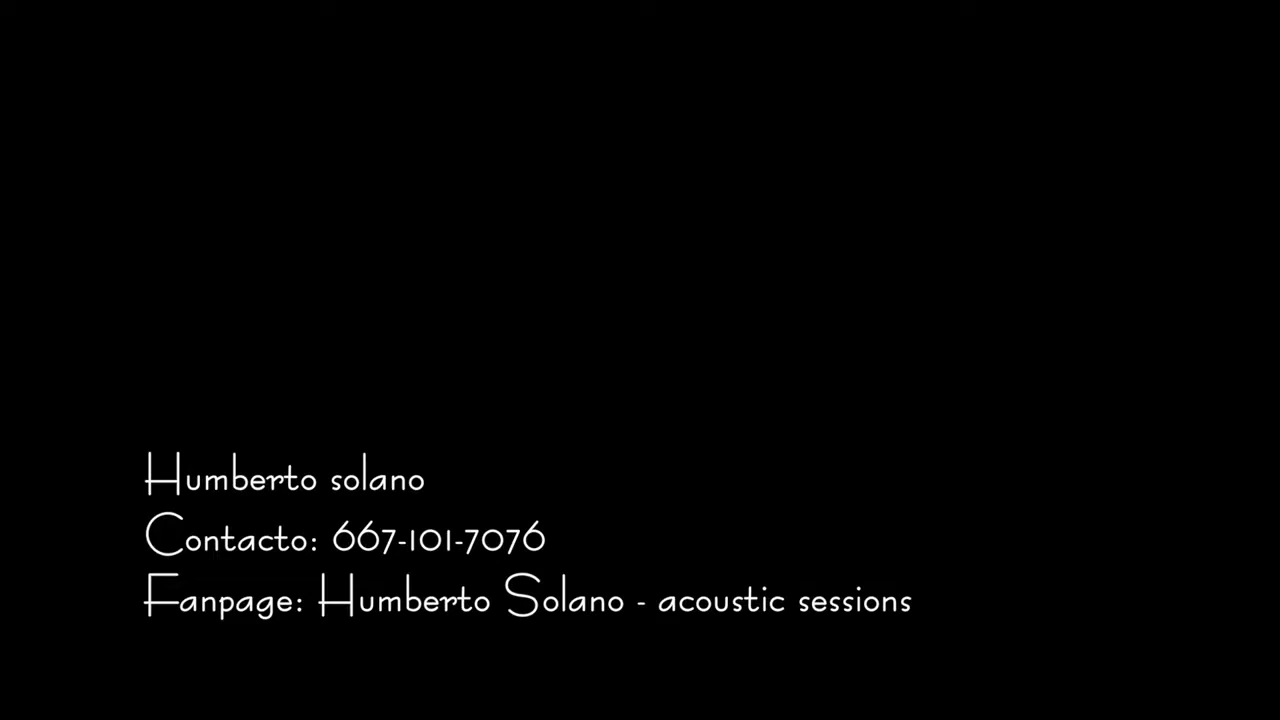 Humberto solano
Contacto: 667-101-7076
Fanpage: Humberto Solano - acoustic sessions